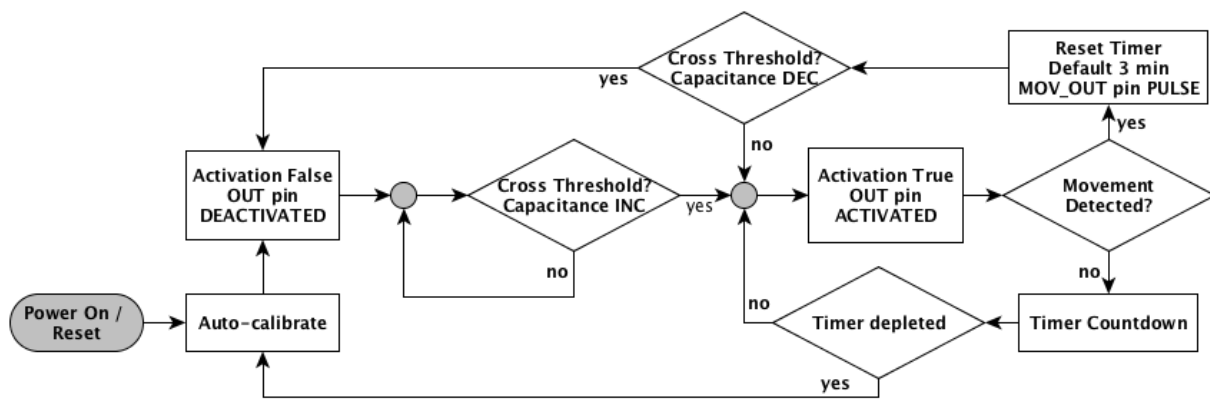 Cross Threshold?
Capacitance DEC
yes
no
Reset Timer
Default 3 min
MOV_OUT pin PULSE
yes
Activation False
OUT pin
DEACTIVATED
Cross Threshold?
Capacitance INC
yes
no
Activation True
OUT pin
ACTIVATED
Movement
Detected?
no
Power On /
Reset
Auto-calibrate
no
Timer depleted
yes
Timer Countdown